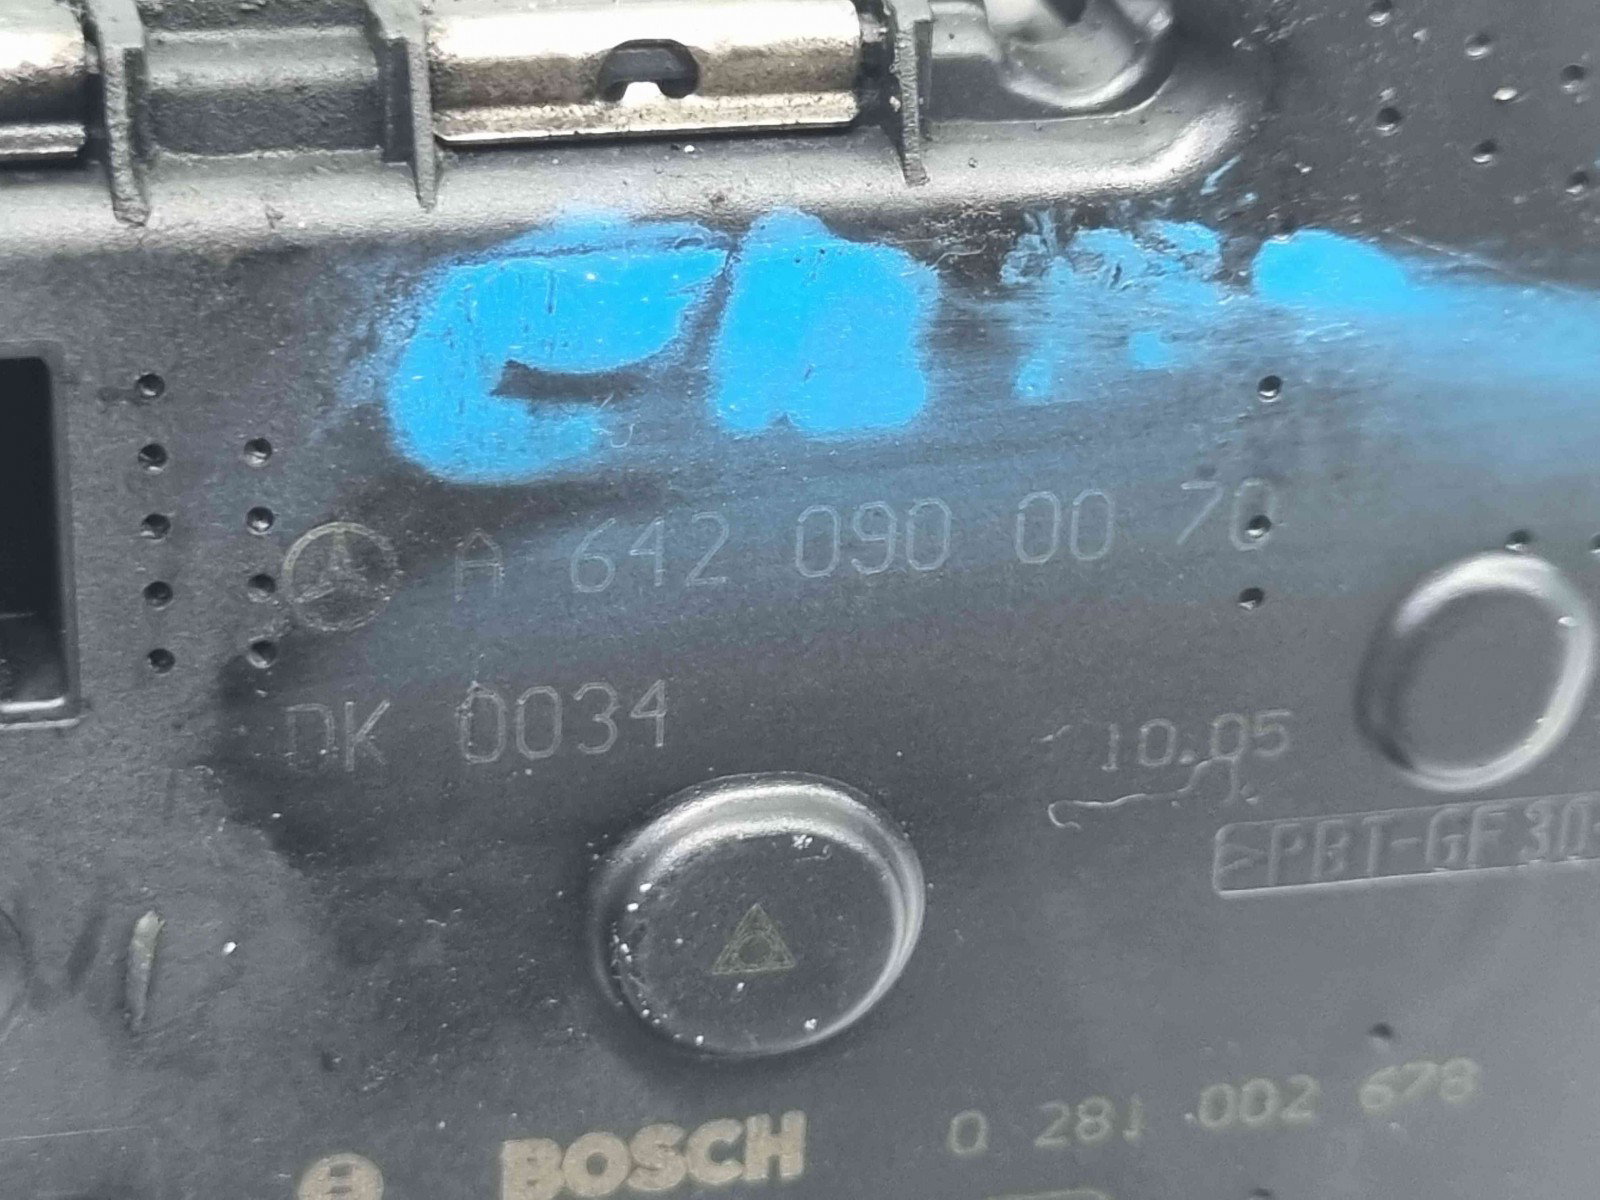 A 642 090 00 70
DK 0034
10.05
>PBT-GF30
BOSCH 0 281 002 678